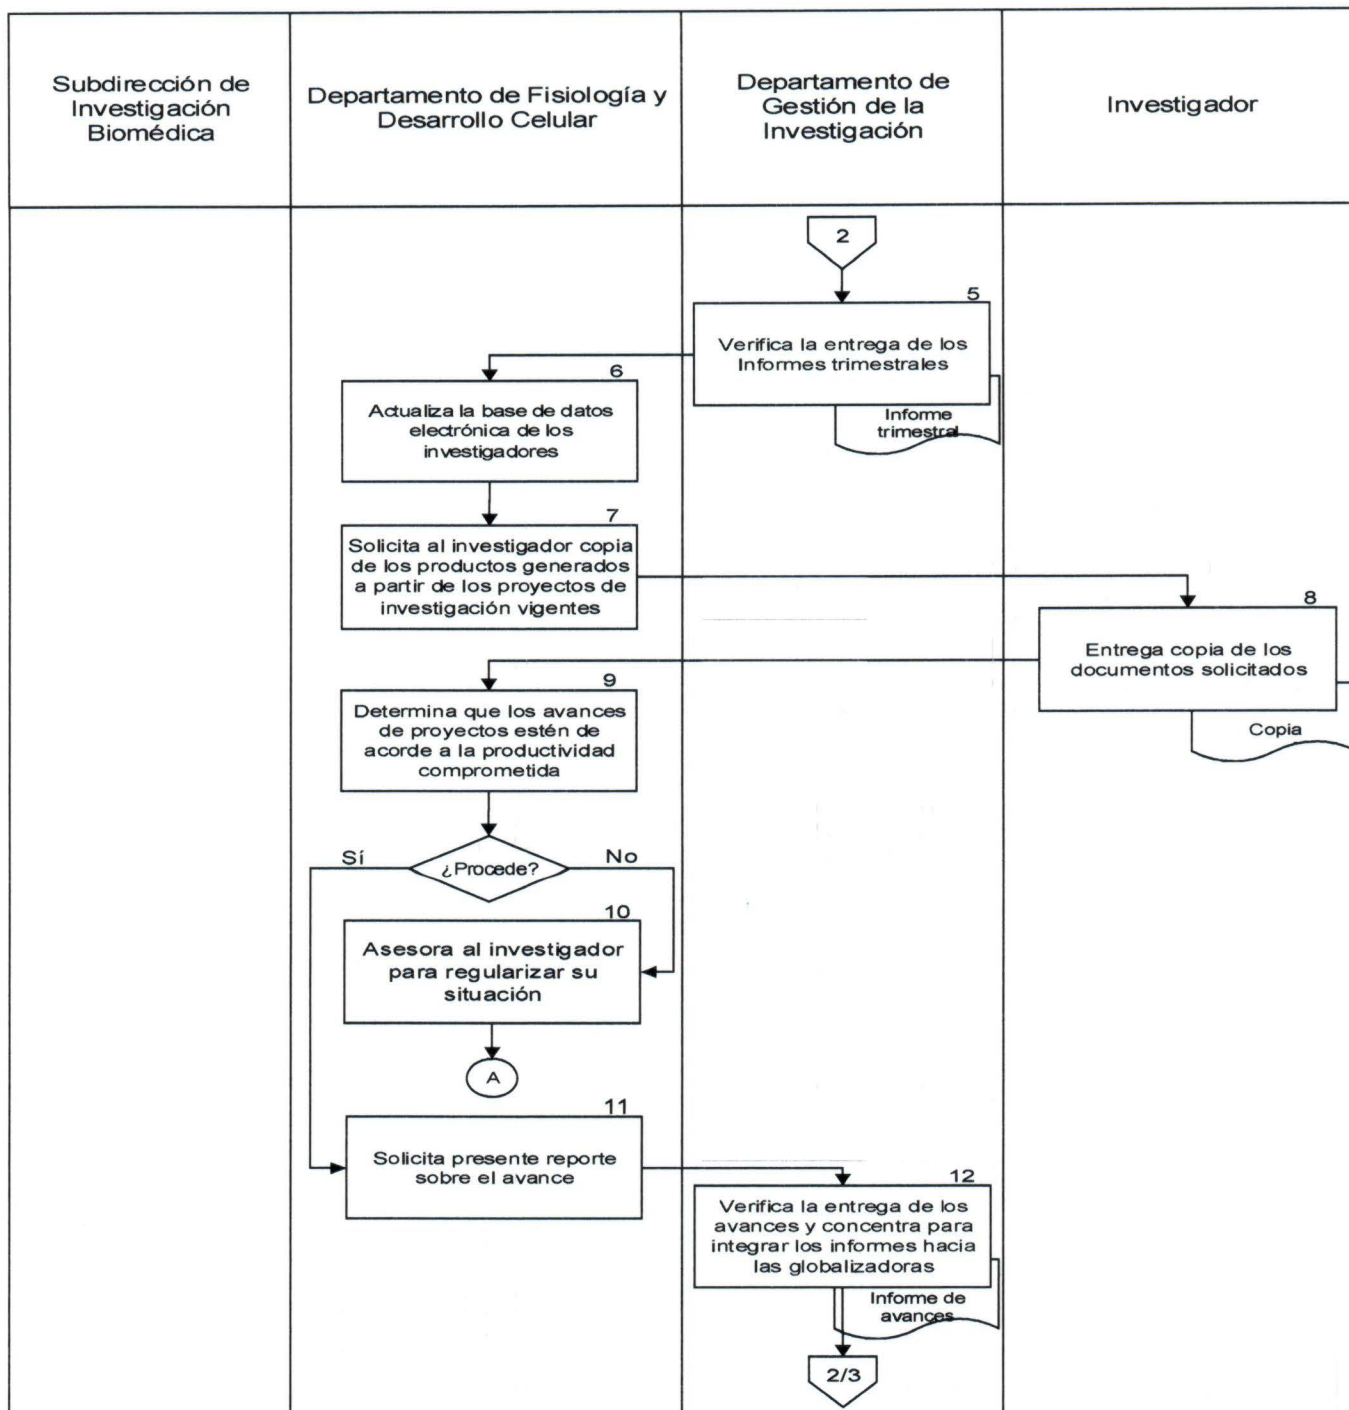 Subdirección de
Investigación
Biomédica
Departamento de Fisiología y
Desarrollo Celular
Departamento de
Gestión de la
Investigación
Investigador
2
5
Verifica la entrega de los
Informes trimestrales
Informe
trimestral
6
Actualiza la base de datos
electrónica de los
investigadores
7
Solicita al investigador copia
de los productos generados
a partir de los proyectos de
investigación vigentes
8
Entrega copia de los
documentos solicitados
Copia
9
Determina que los avances
de proyectos estén de
acorde a la productividad
comprometida
Sí
¿Procede?
No
10
Asesora al investigador
para regularizar su
situación
A
11
Solicita presente reporte
sobre el avance
12
Verifica la entrega de los
avances y concentra para
integrar los informes hacia
las globalizadoras
Informe de
avances
2/3